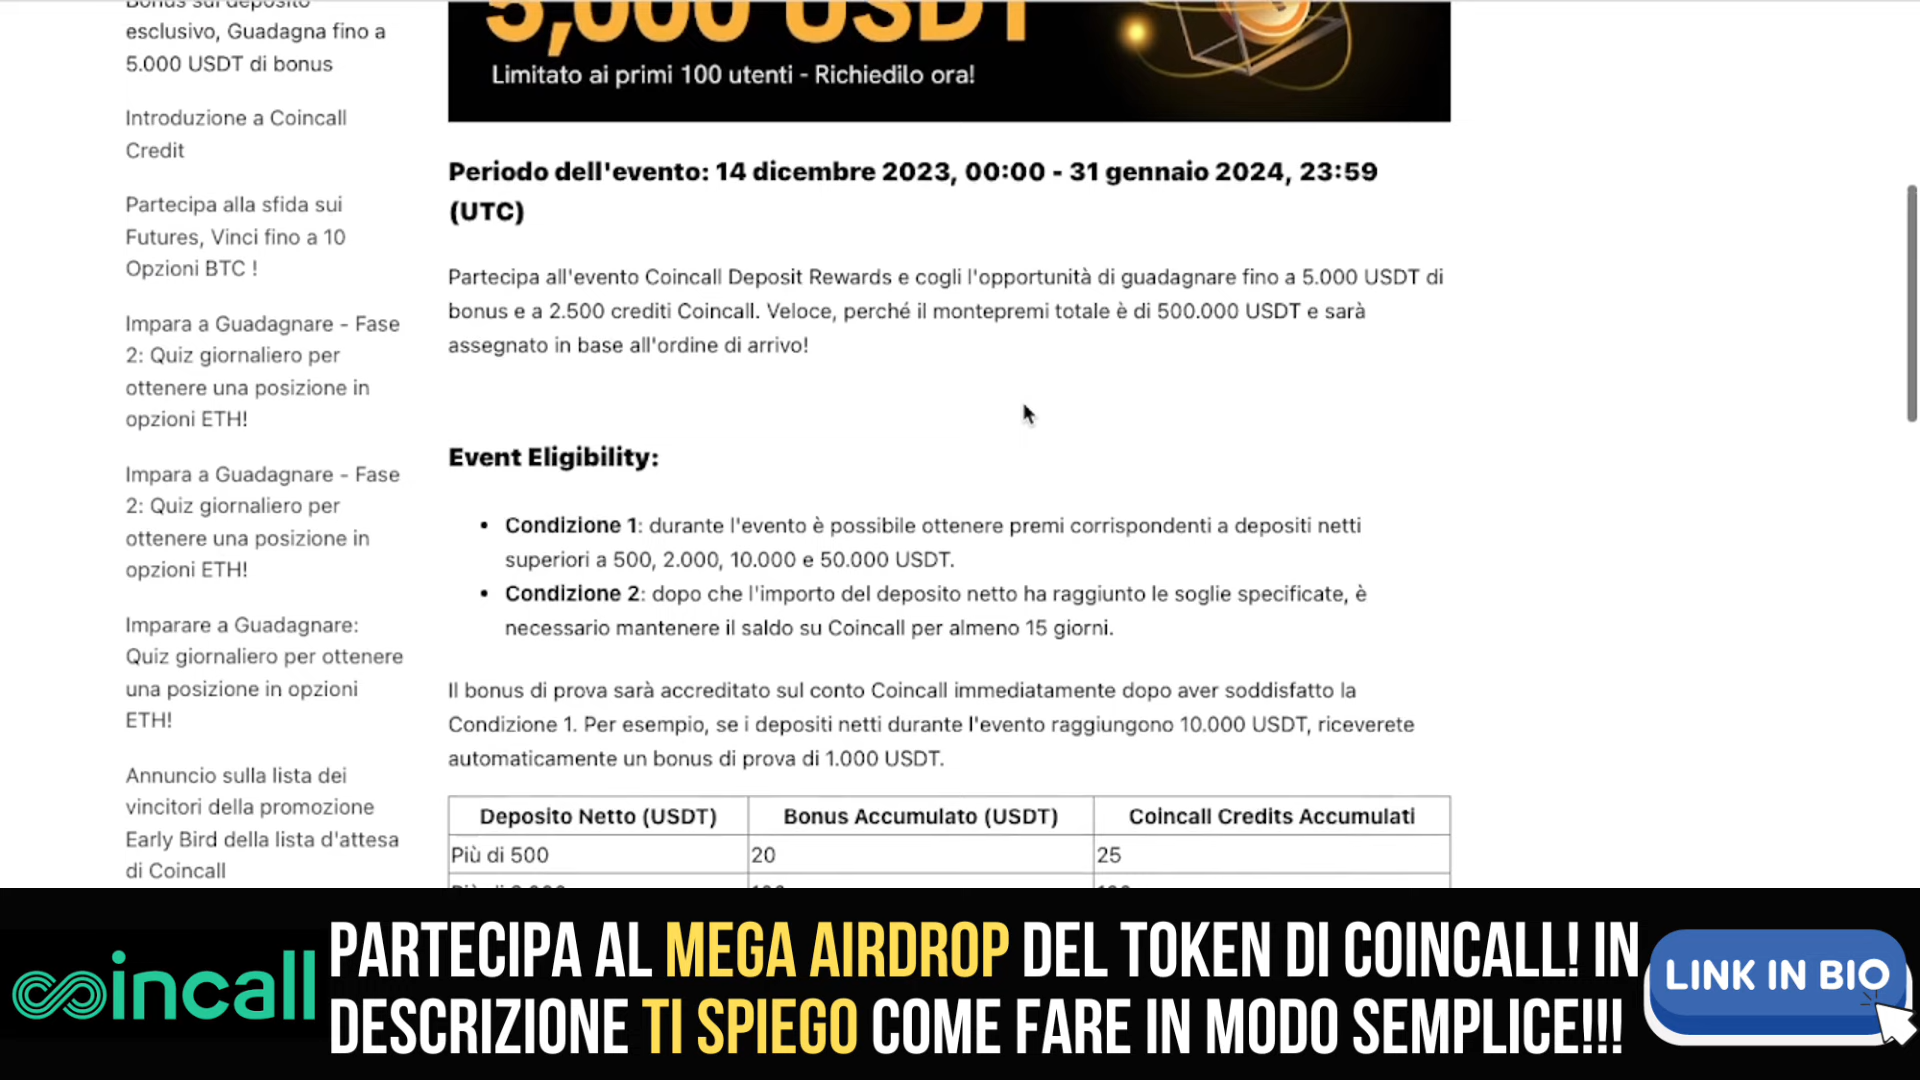 Bonus sul deposito
esclusivo, Guadagna fino a
5.000 USDT di bonus
Introduzione a Coincall
Credit
Partecipa alla sfida sui
Futures, Vinci fino a 10
Opzioni BTC !
Impara a Guadagnare - Fase
2: Quiz giornaliero per
ottenere una posizione in
opzioni ETH!
Impara a Guadagnare - Fase
2: Quiz giornaliero per
ottenere una posizione in
opzioni ETH!
Imparare a Guadagnare:
Quiz giornaliero per ottenere
una posizione in opzioni
ETH!
Annuncio sulla lista dei
vincitori della promozione
Early Bird della lista d'attesa
di Coincall
5,000 USDT
Limitato ai primi 100 utenti - Richiedilo ora!
Periodo dell'evento: 14 dicembre 2023, 00:00 - 31 gennaio 2024, 23:59
(UTC)
Partecipa all'evento Coincall Deposit Rewards e cogli l'opportunità di guadagnare fino a 5.000 USDT di
bonus e a 2.500 crediti Coincall. Veloce, perché il montepremi totale è di 500.000 USDT e sarà
assegnato in base all'ordine di arrivo!
Event Eligibility:
• Condizione 1: durante l'evento è possibile ottenere premi corrispondenti a depositi netti
superiori a 500, 2.000, 10.000 e 50.000 USDT.
• Condizione 2: dopo che l'importo del deposito netto ha raggiunto le soglie specificate, è
necessario mantenere il saldo su Coincall per almeno 15 giorni.
Il bonus di prova sarà accreditato sul conto Coincall immediatamente dopo aver soddisfatto la
Condizione 1. Per esempio, se i depositi netti durante l'evento raggiungono 10.000 USDT, riceverete
automaticamente un bonus di prova di 1.000 USDT.
Deposito Netto (USDT) Bonus Accumulato (USDT) Coincall Credits Accumulati
Più di 500 20 25
coincall
PARTECIPA AL MEGA AIRDROP DEL TOKEN DI COINCALL! IN
DESCRIZIONE TI SPIEGO COME FARE IN MODO SEMPLICE!!!
LINK IN BIO